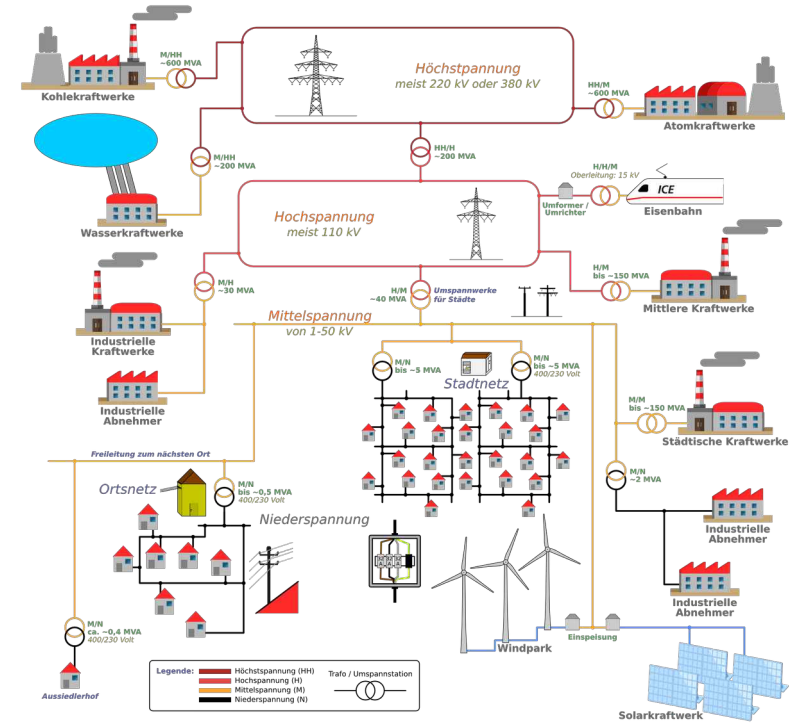 M/HH
~600 MVA
Kohlekraftwerke
Höchstpannung
meist 220 kV oder 380 kV
HH/M
~600 MVA
Atomkraftwerke
M/HH
~200 MVA
Wasserkraftwerke
HH/H
~200 MVA
H/H/M
Oberleitung: 15 kV
ICE
Umformer /
Umrichter
Eisenbahn
Hochspannung
meist 110 kV
M/H
~30 MVA
Industrielle
Kraftwerke
H/M
~40 MVA
Umspannwerke
für Städte
H/M
bis ~150 MVA
Mittlere Kraftwerke
Mittelspannung
von 1-50 kV
Industrielle
Abnehmer
M/N
bis ~5 MVA
Stadtnetz
M/N
bis ~5 MVA
400/230 Volt
M/M
bis ~150 MVA
Städtische Kraftwerke
Freileitung zum nächsten Ort
Ortsnetz
M/N
bis ~0,5 MVA
400/230 Volt
Niederspannung
M/N
~2 MVA
Industrielle
Abnehmer
Industrielle
Abnehmer
M/N
ca. ~0,4 MVA
400/230 Volt
Aussiedlerhof
Windpark
Einspeisung
Solarkraftwerk
Legende:
Höchstspannung (HH)
Hochspannung (H)
Mittelspannung (M)
Niederspannung (N)
Trafo / Umspannstation